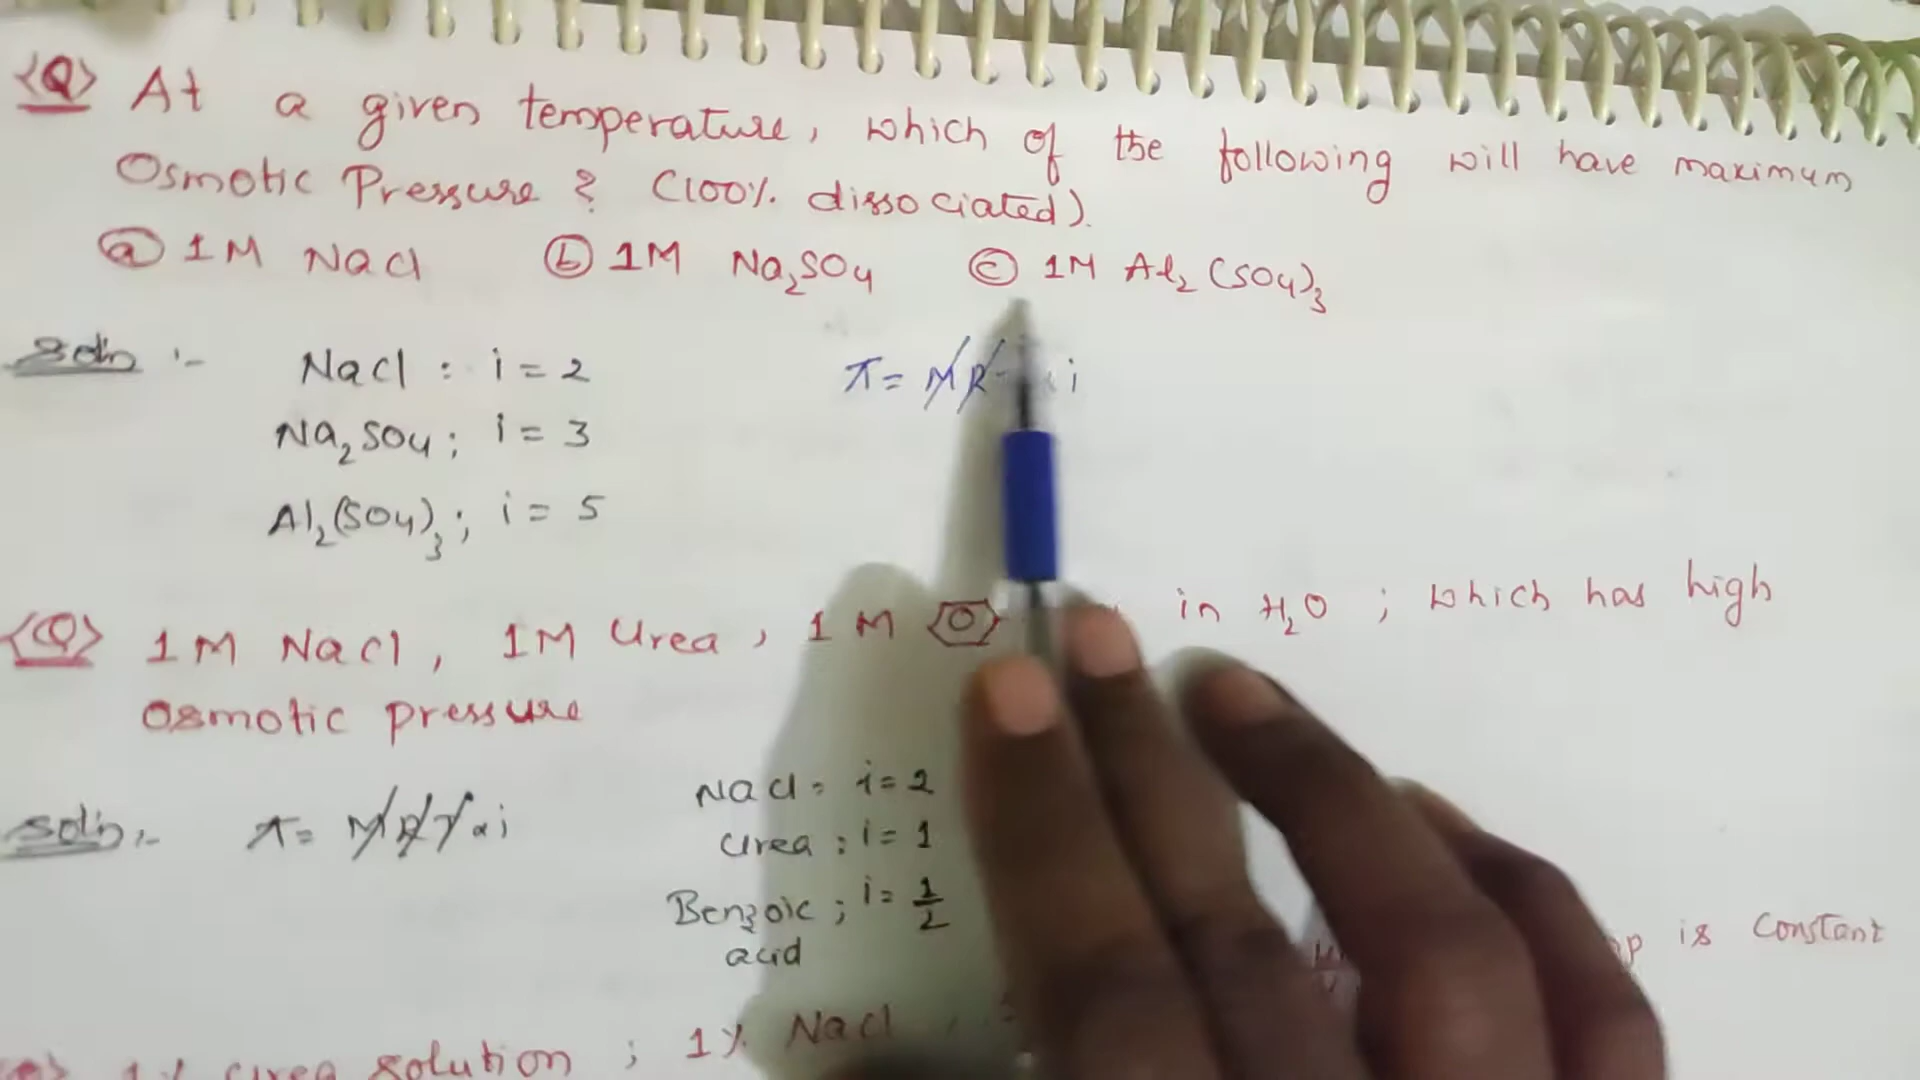 <Q> At a given temperature, which of the following will have maximum
Osmotic Pressure ? (100% dissociated).
(a) 1M NaCl (b) 1M Na₂SO₄ (c) 1M Al₂(SO₄)₃
Soln :- NaCl : i = 2 π = MR i
Na₂SO₄ ; i = 3
Al₂(SO₄)₃ ; i = 5
<Q> 1M NaCl, 1M Urea, 1M in H₂O ; which has high
Osmotic pressure
Soln :- π = MRT x i NaCl = i = 2
Urea : i = 1
Benzoic ; i = 1/2
acid
is constant
urea solution ; 1% NaCl